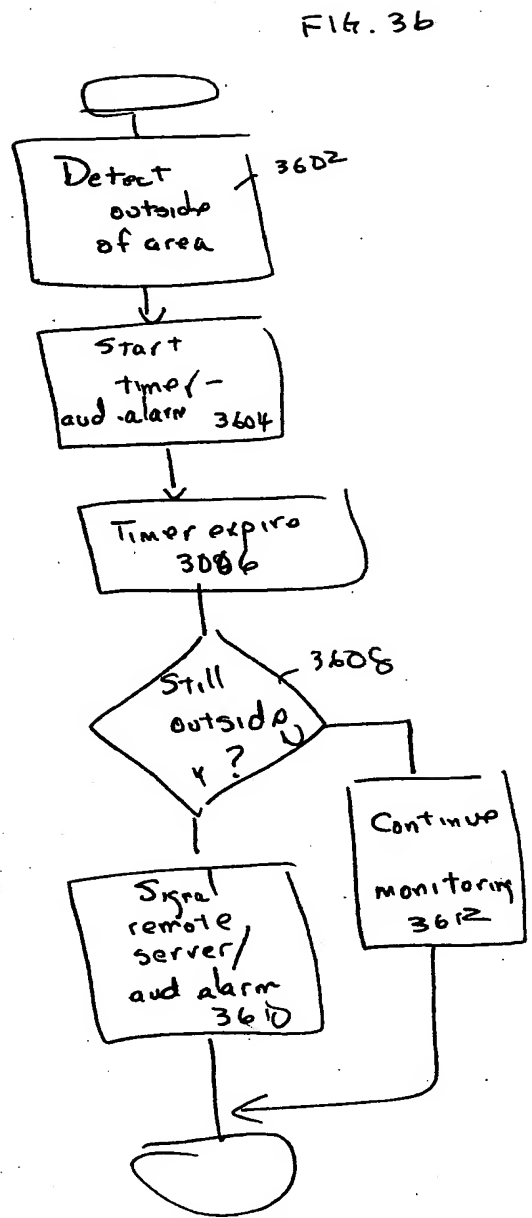 FIG. 36
Detect
outside
of area
3602
Start
timer/-
aud.alarm 3604
Timer expire
3606
3608
Still
outside
N
Y ?
Continue
monitoring
3612
Signal
remote
server/
aud alarm
3610